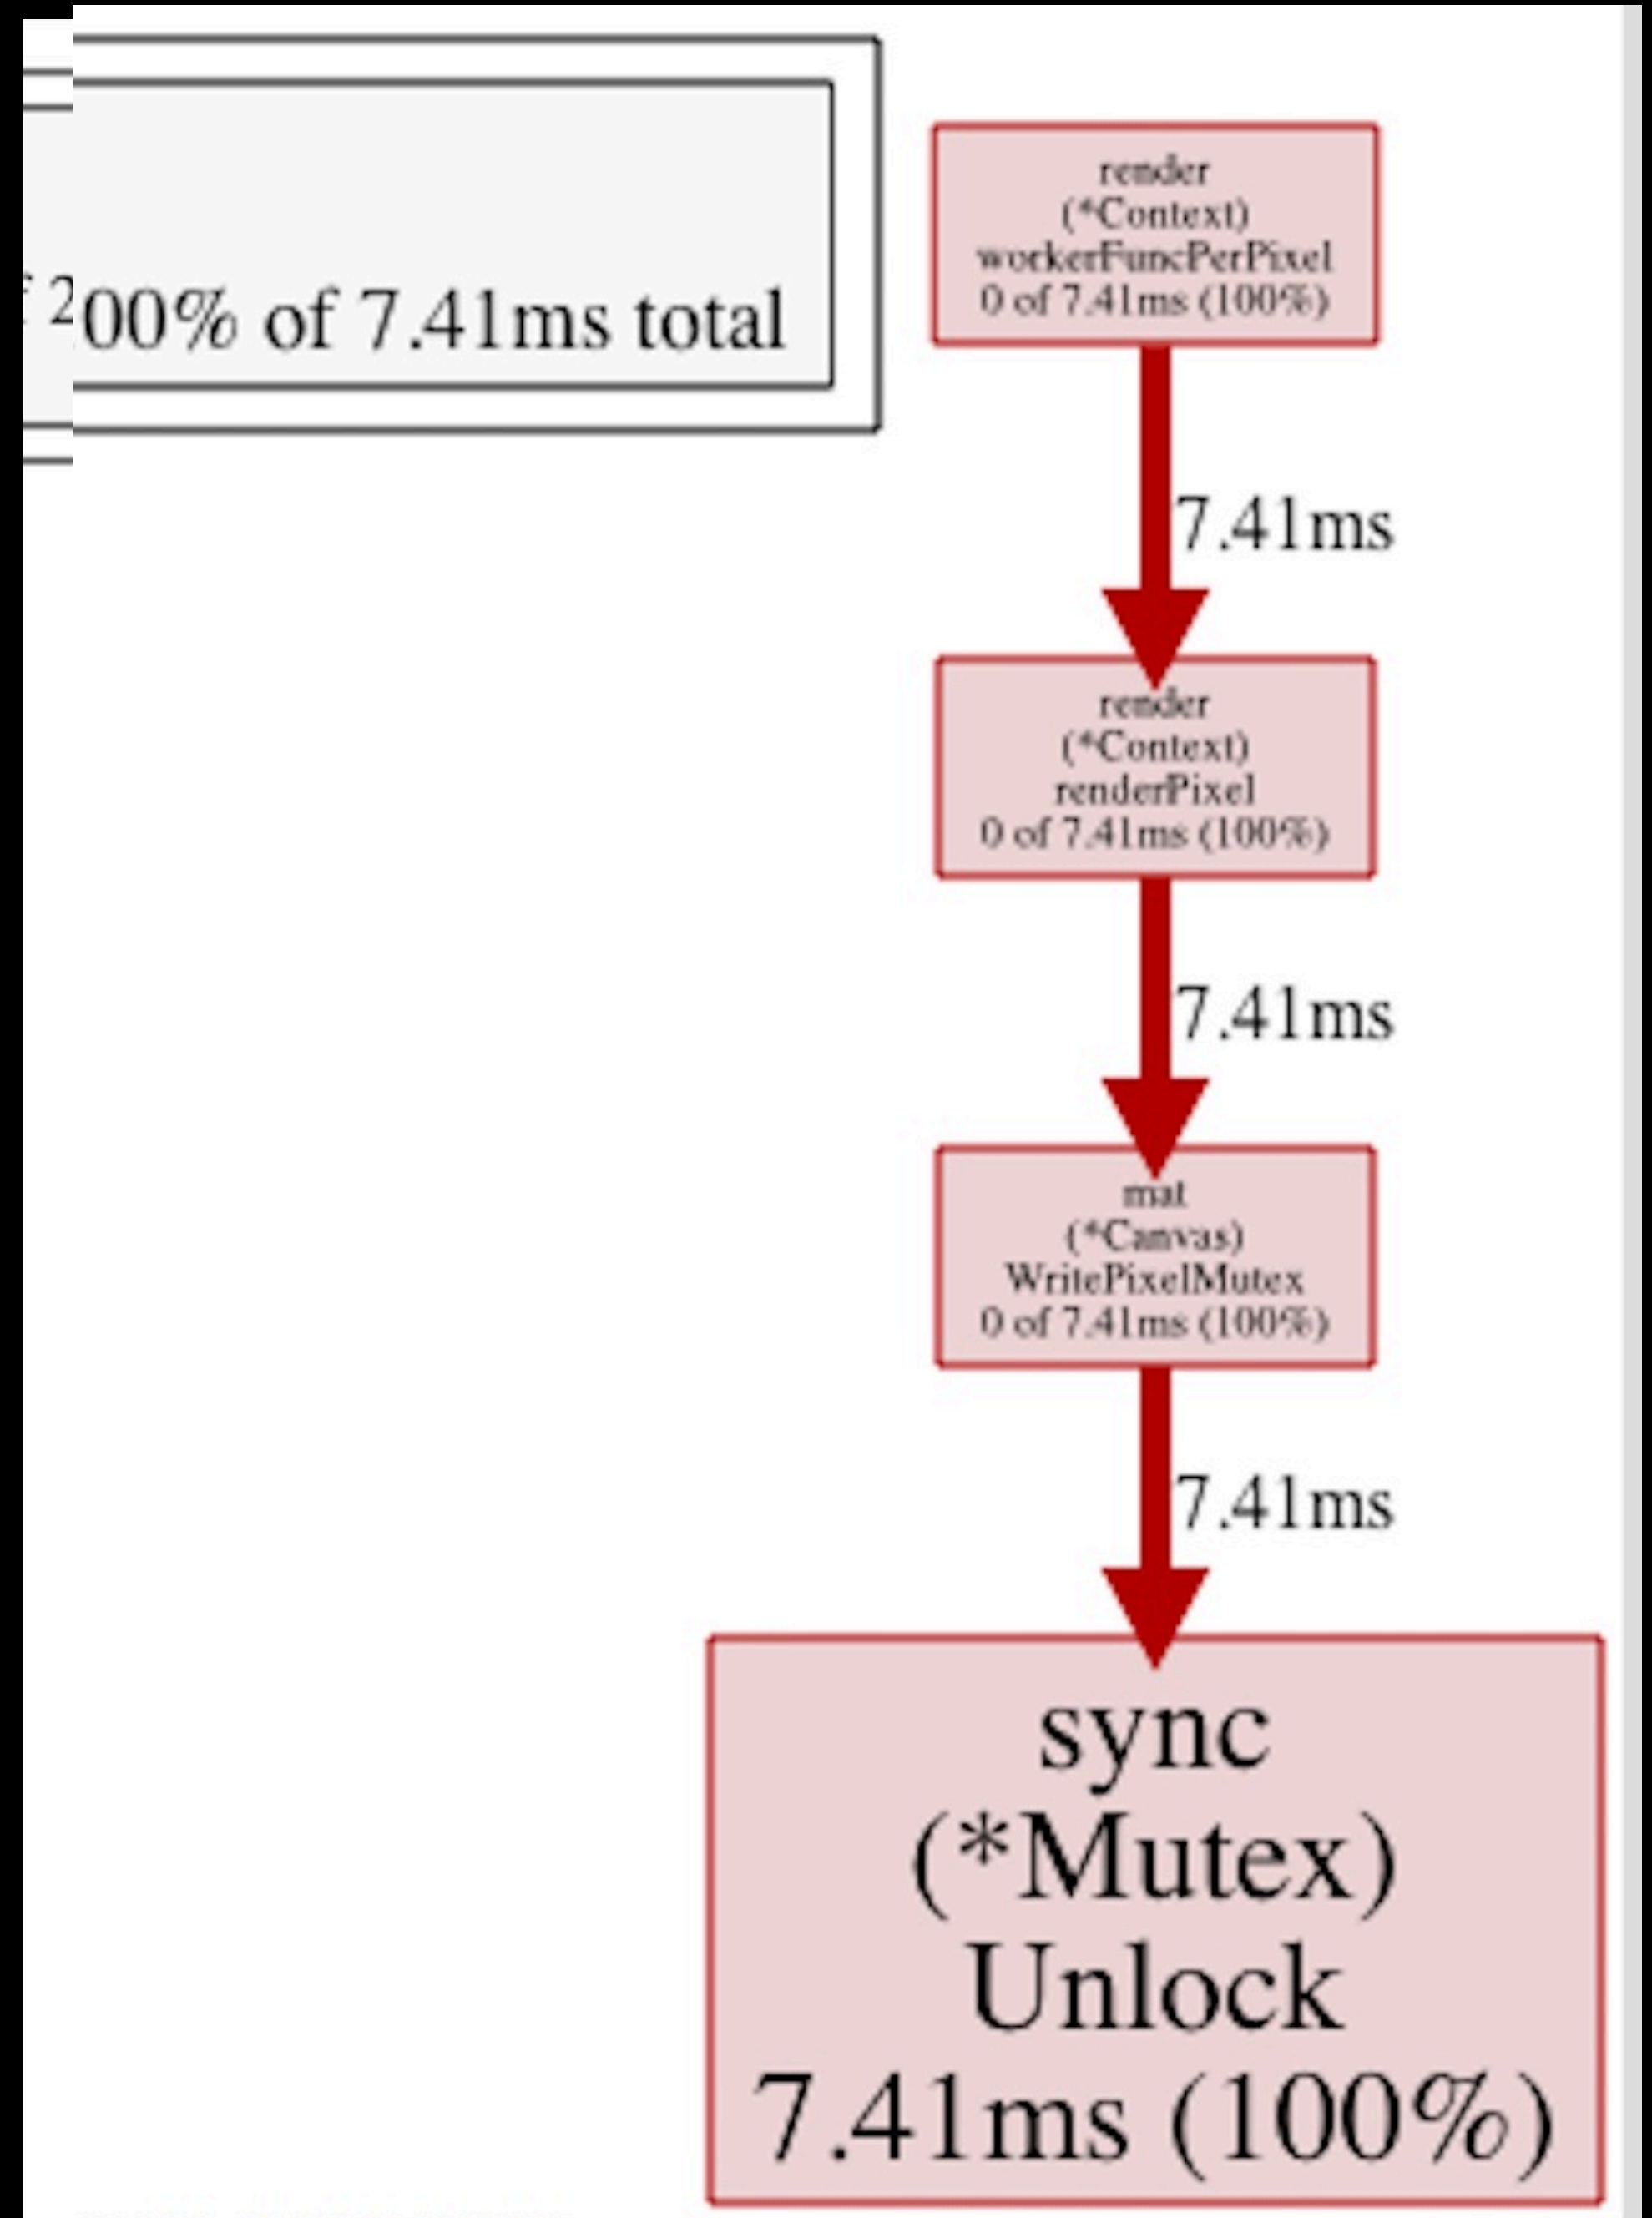 f 2
00% of 7.41ms total
render
(*Context)
workerFuncPerPixel
0 of 7.41ms (100%)
7.41ms
render
(*Context)
renderPixel
0 of 7.41ms (100%)
7.41ms
mat
(*Canvas)
WritePixelMutex
0 of 7.41ms (100%)
7.41ms
sync
(*Mutex)
Unlock
7.41ms (100%)